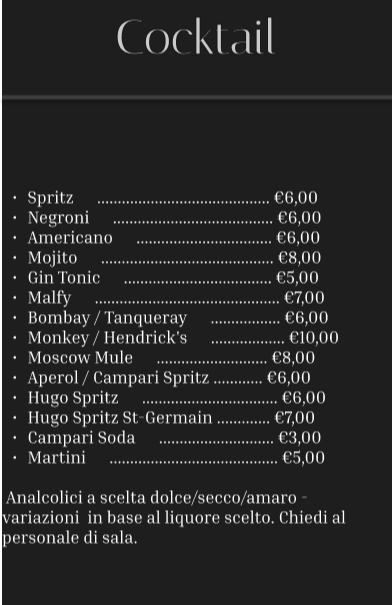 Cocktail
· Spritz ............................................ €6,00
· Negroni ......................................... €6,00
· Americano ................................... €6,00
· Mojito ............................................ €8,00
· Gin Tonic ...................................... €5,00
· Malfy ............................................... €7,00
· Bombay / Tanqueray .................. €6,00
· Monkey / Hendrick's ................... €10,00
· Moscow Mule ............................ €8,00
· Aperol / Campari Spritz ............ €6,00
· Hugo Spritz ................................... €6,00
· Hugo Spritz St-Germain ............. €7,00
· Campari Soda ............................. €3,00
· Martini ........................................... €5,00
Analcolici a scelta dolce/secco/amaro -
variazioni in base al liquore scelto. Chiedi al
personale di sala.